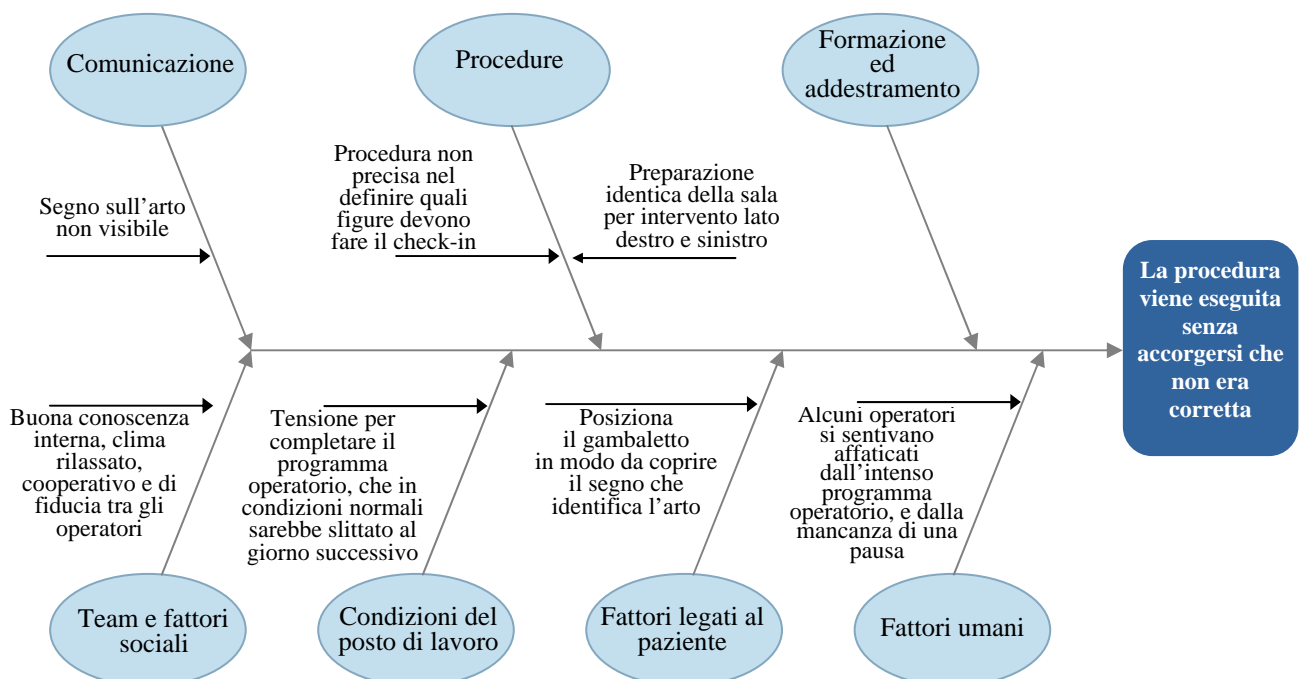 Comunicazione
Procedure
Formazione
ed
addestramento
Segno sull’arto
non visibile
Procedura non
precisa nel
definire quali
figure devono
fare il check-in
Preparazione
identica della sala
per intervento lato
destro e sinistro
La procedura
viene eseguita
senza
accorgersi che
non era
corretta
Buona conoscenza
interna, clima
rilassato,
cooperativo e di
fiducia tra gli
operatori
Tensione per
completare il
programma
operatorio, che in
condizioni normali
sarebbe slittato al
giorno successivo
Posiziona
il gambaletto
in modo da coprire
il segno che
identifica l’arto
Alcuni operatori
si sentivano
affaticati
dall’intenso
programma
operatorio, e dalla
mancanza di una
pausa
Team e fattori
sociali
Condizioni del
posto di lavoro
Fattori legati al
paziente
Fattori umani